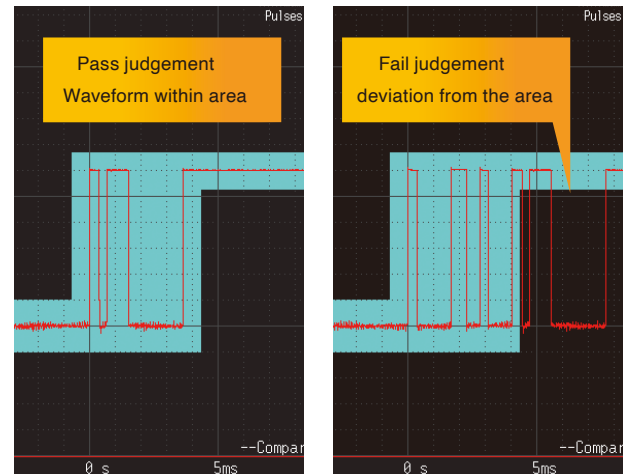 Pulses
Pass judgement
Waveform within area
--Compar
0 s
5ms
Pulses
Fail judgement
deviation from the area
--Compar
0 s
5ms